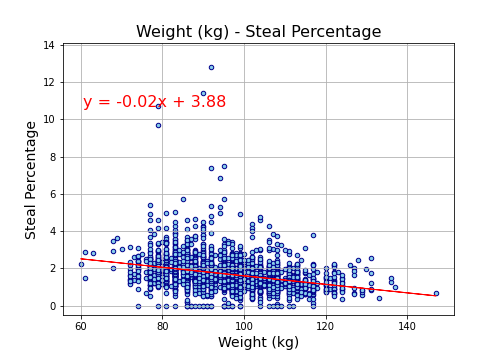 Weight (kg) - Steal Percentage
14
12
10
8
6
4
2
0
y = -0.02x + 3.88
Steal Percentage
60 80 100 120 140
Weight (kg)